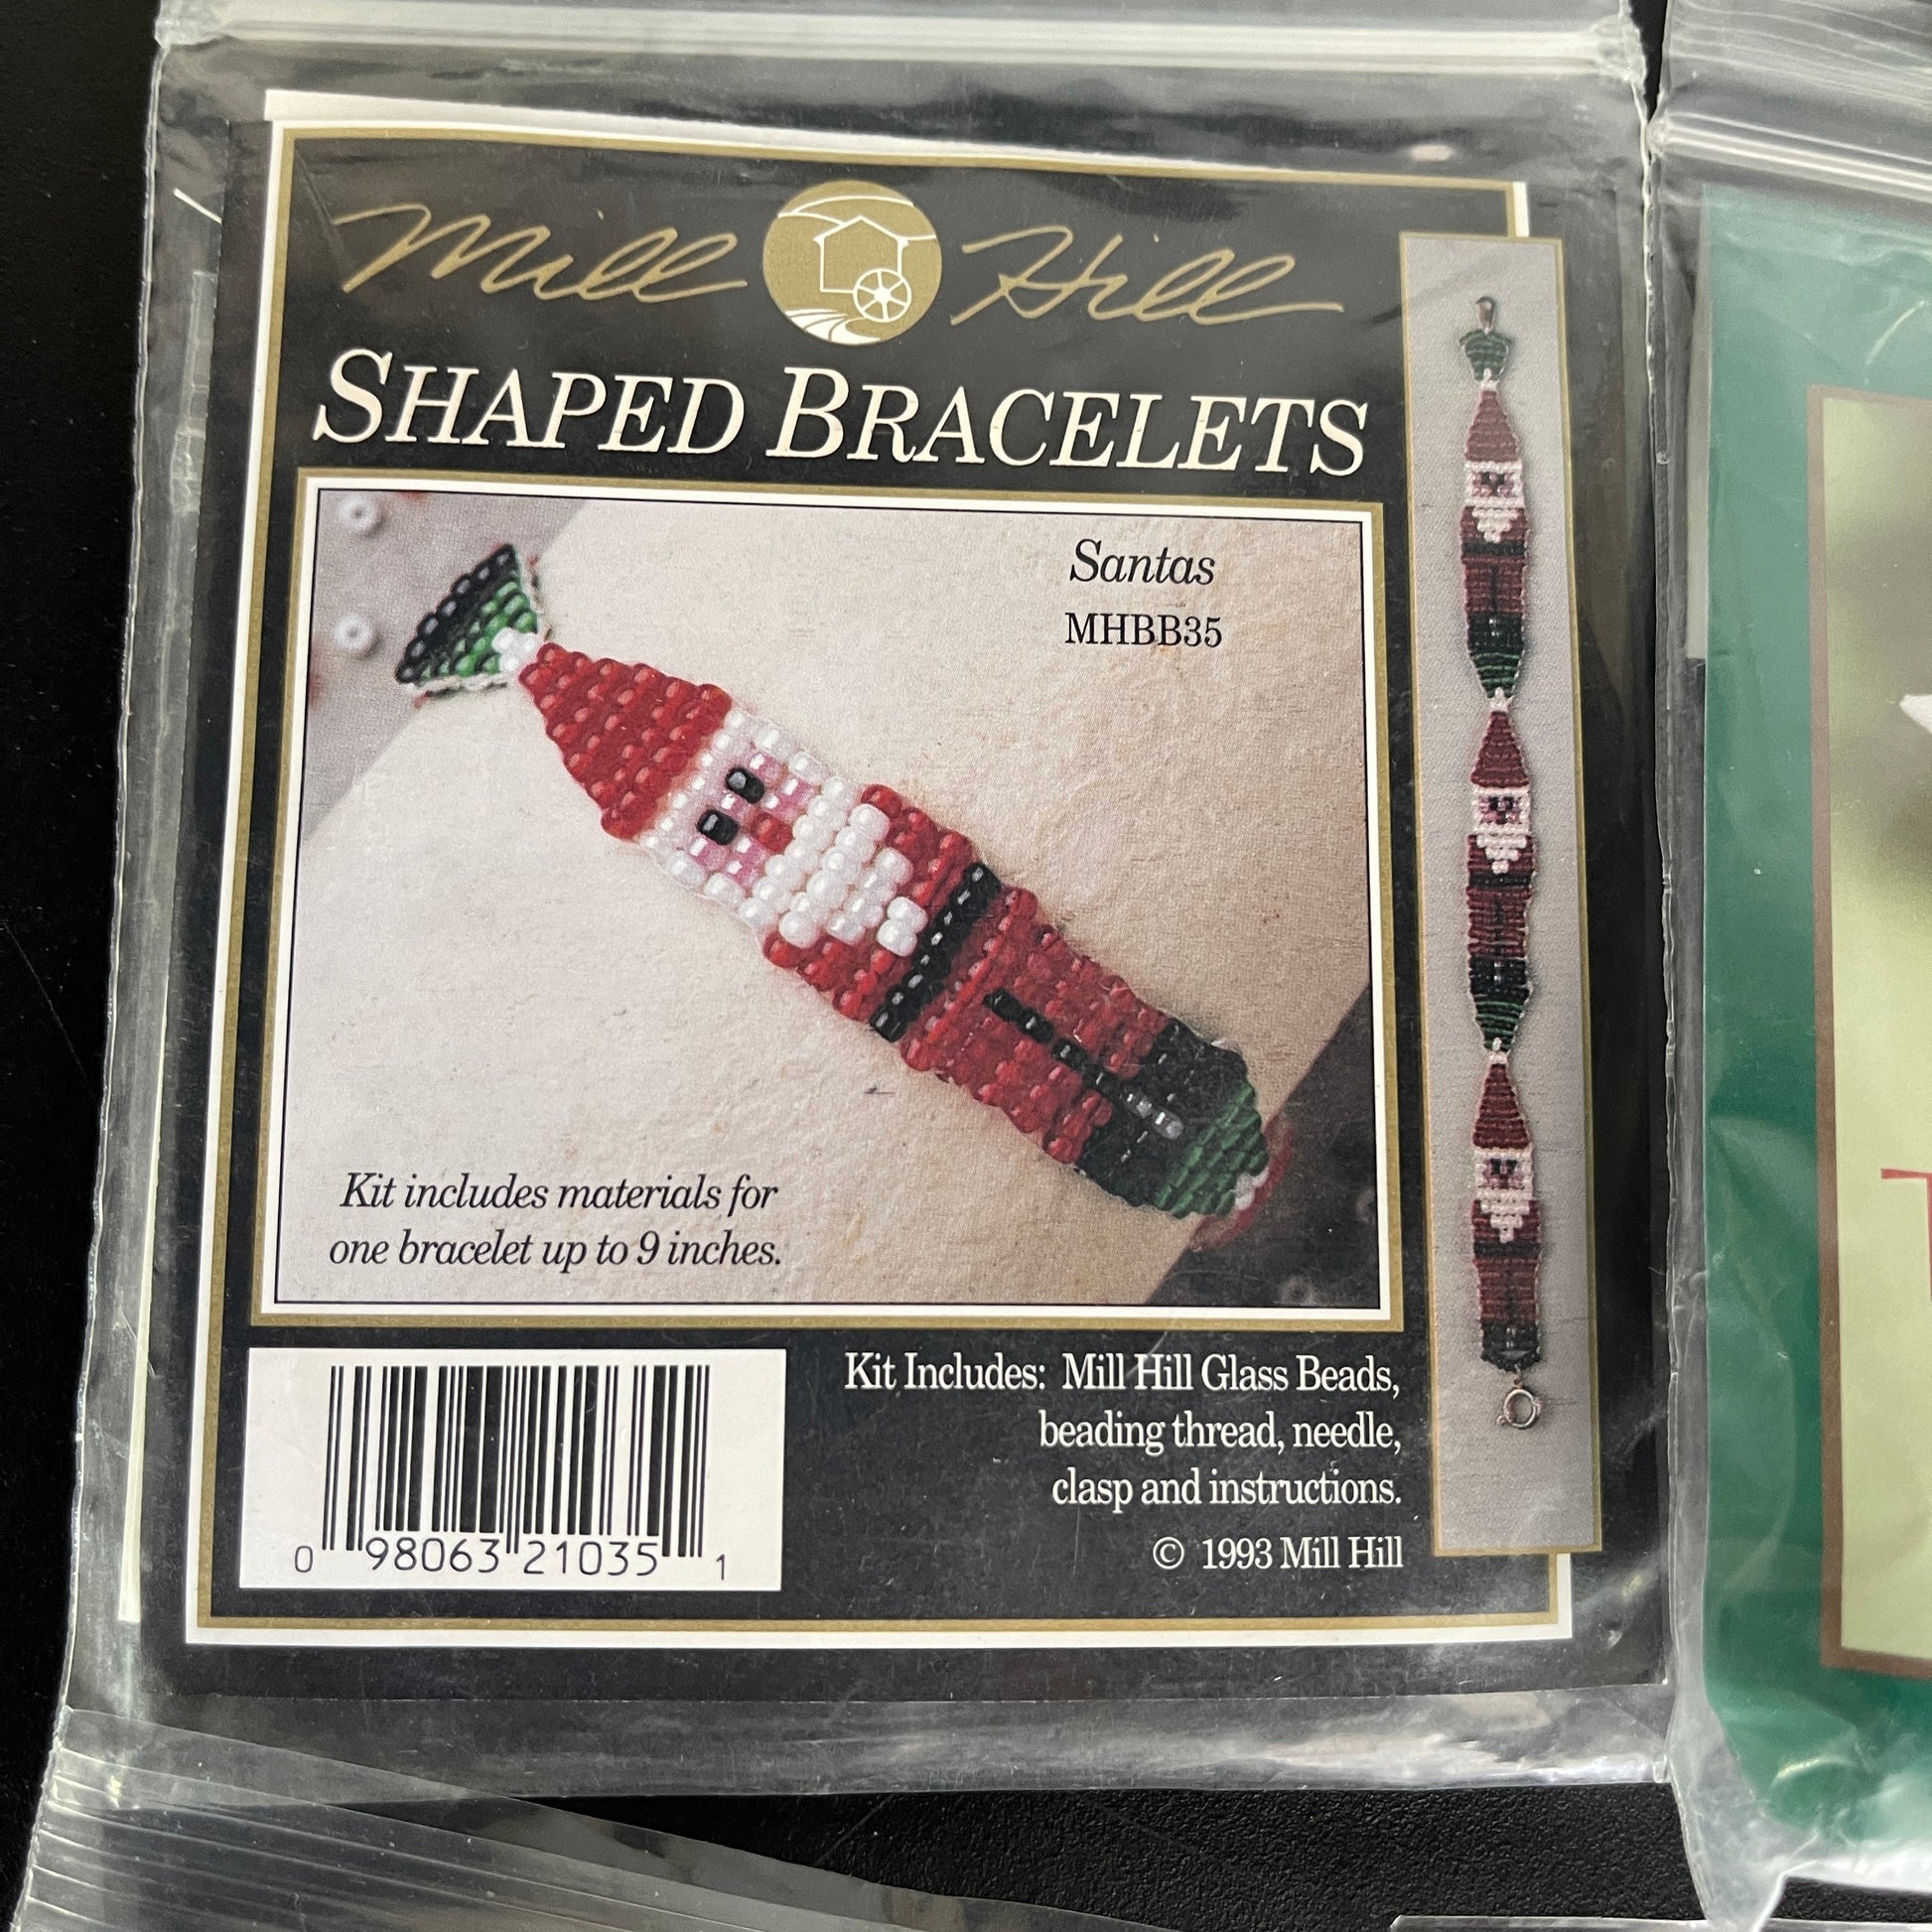 Mill Hill
SHAPED BRACELETS
Santas
MHBB35
Kit includes materials for
one bracelet up to 9 inches.
Kit Includes: Mill Hill Glass Beads,
beading thread, needle,
clasp and instructions.
© 1993 Mill Hill
0 98063 21035 1